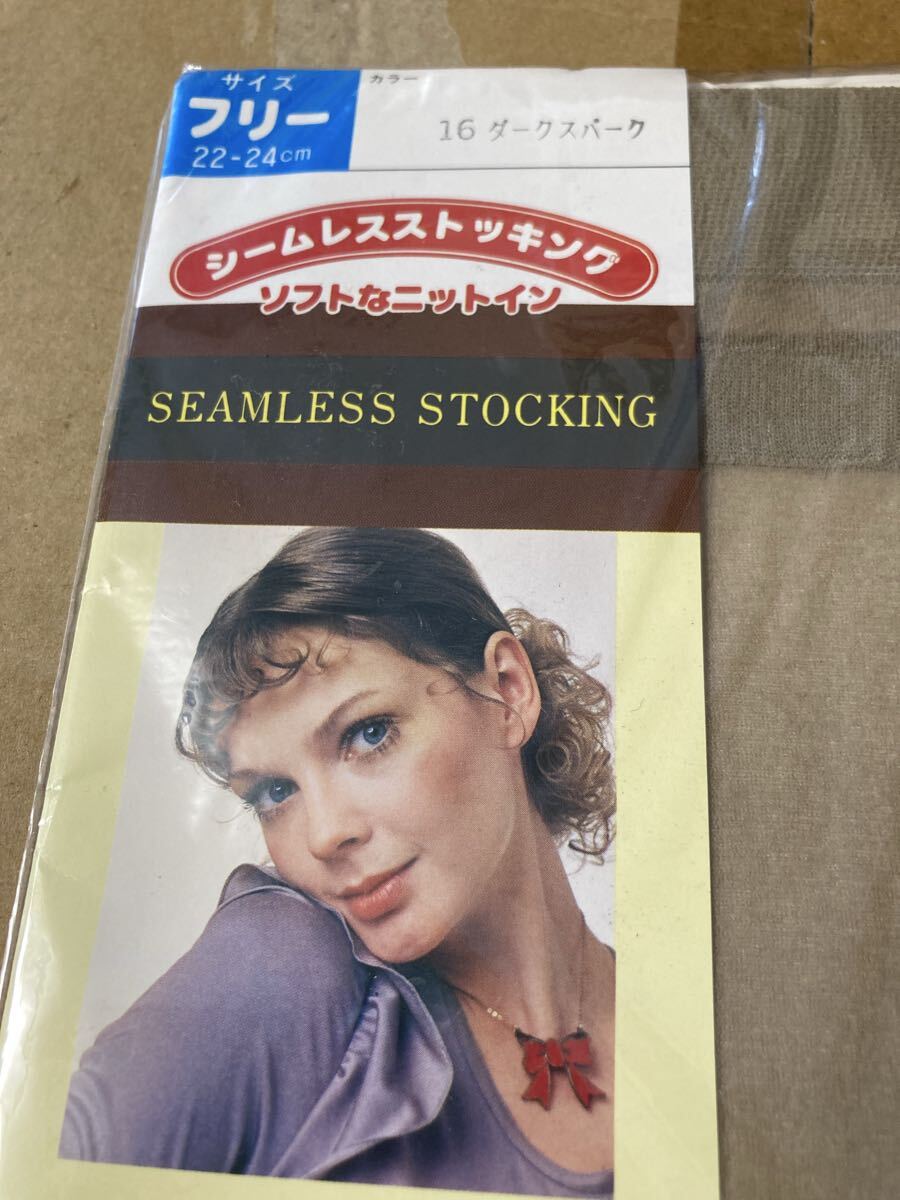 サイズ
フリー
22-24cm
カラー
16 ダークスパーク
シームレスストッキング
ソフトなニットイン
SEAMLESS STOCKING